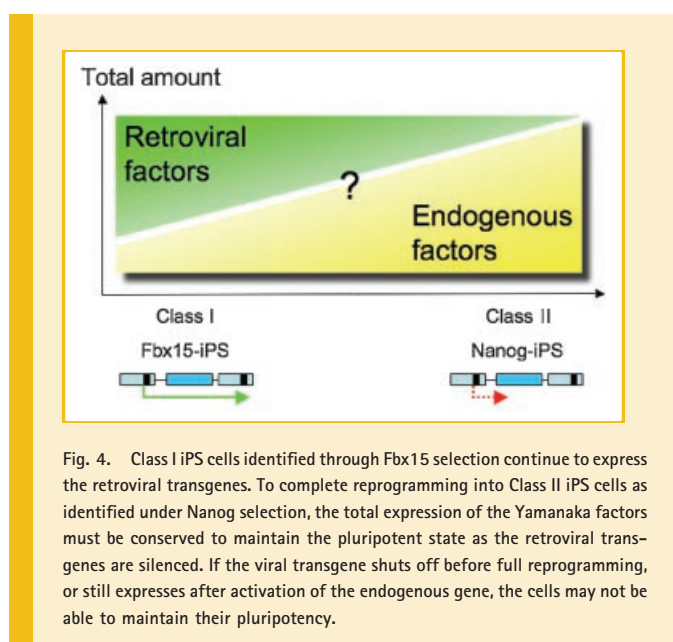 Total amount
Retroviral
factors
?
Endogenous
factors
Class I
Class II
Fbx15-iPS
Nanog-iPS
Fig. 4. Class I iPS cells identified through Fbx15 selection continue to express
the retroviral transgenes. To complete reprogramming into Class II iPS cells as
identified under Nanog selection, the total expression of the Yamanaka factors
must be conserved to maintain the pluripotent state as the retroviral trans-
genes are silenced. If the viral transgene shuts off before full reprogramming,
or still expresses after activation of the endogenous gene, the cells may not be
able to maintain their pluripotency.